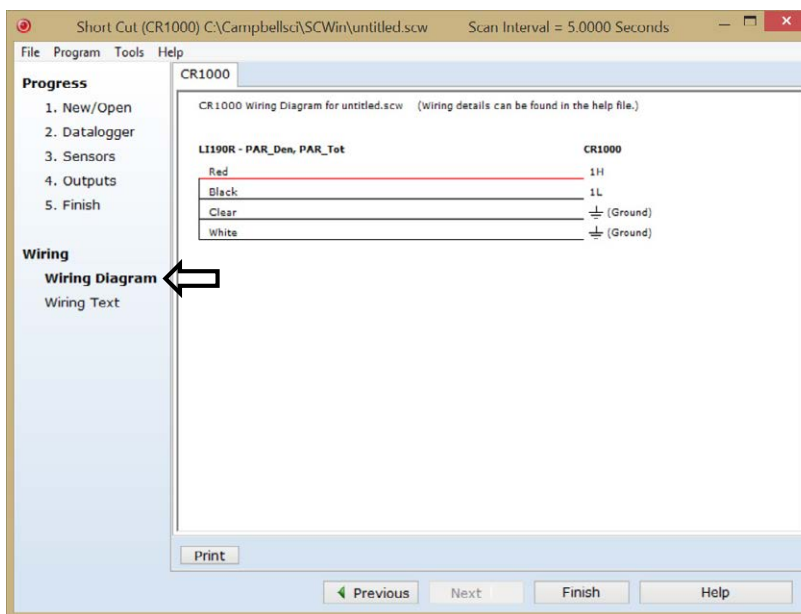 Short Cut (CR1000) C:\Campbellsci\SCWin\untitled.scw Scan Interval = 5.0000 Seconds
File Program Tools Help
Progress
1. New/Open
2. Datalogger
3. Sensors
4. Outputs
5. Finish
Wiring
Wiring Diagram
Wiring Text
CR1000
CR1000 Wiring Diagram for untitled.scw (Wiring details can be found in the help file.)
LI190R - PAR_Den, PAR_Tot CR1000
Red 1H
Black 1L
Clear (Ground)
White (Ground)
Print
Previous Next Finish Help